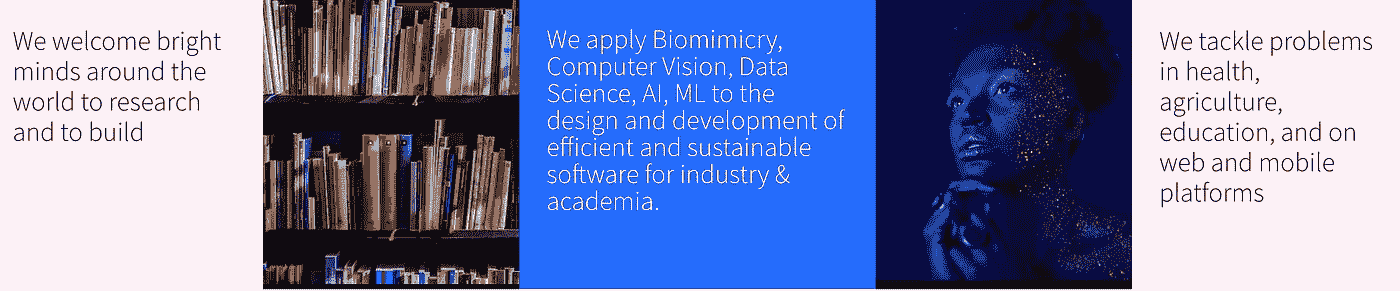 We welcome bright
minds around the
world to research
and to build
We apply Biomimicry,
Computer Vision, Data
Science, AI, ML to the
design and development of
efficient and sustainable
software for industry &
academia.
We tackle problems
in health,
agriculture,
education, and on
web and mobile
platforms